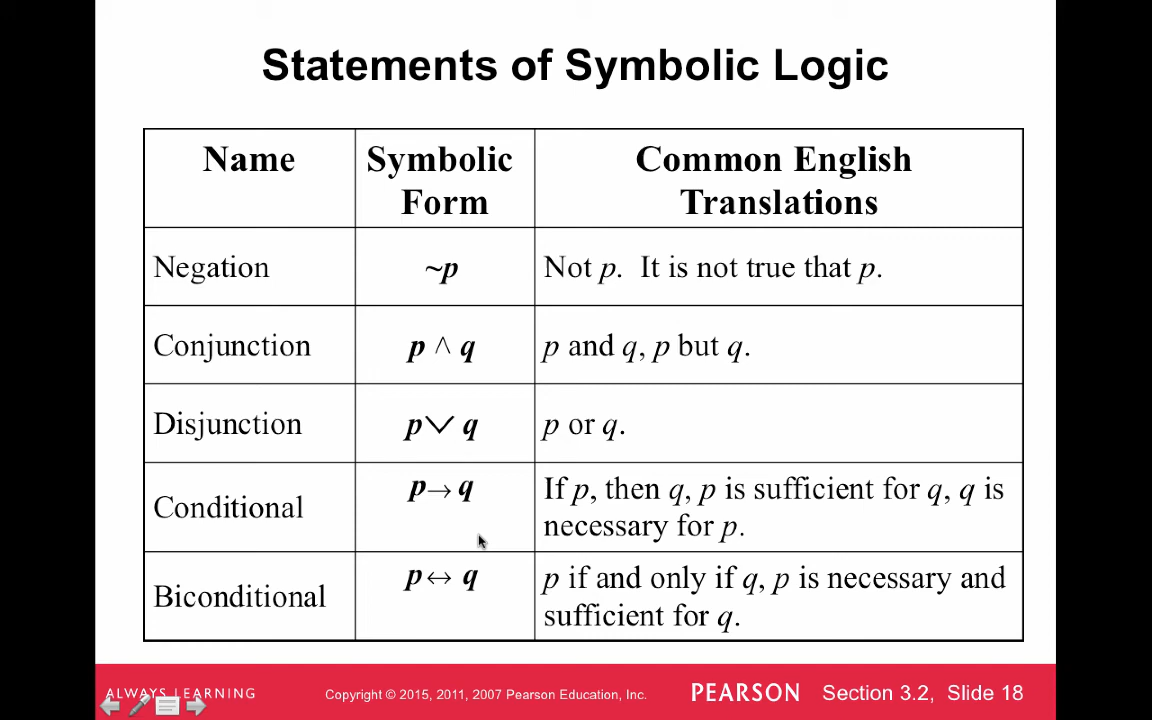 Statements of Symbolic Logic
Name
Symbolic
Form
Common English
Translations
Negation
~p
Not p. It is not true that p.
Conjunction
p ^ q
p and q, p but q.
Disjunction
p ∨ q
p or q.
Conditional
p→q
If p, then q, p is sufficient for q, q is
necessary for p.
Biconditional
p↔ q
p if and only if q, p is necessary and
sufficient for q.
ALWAYS LEARNING
Copyright © 2015, 2011, 2007 Pearson Education, Inc.
PEARSON
Section 3.2, Slide 18